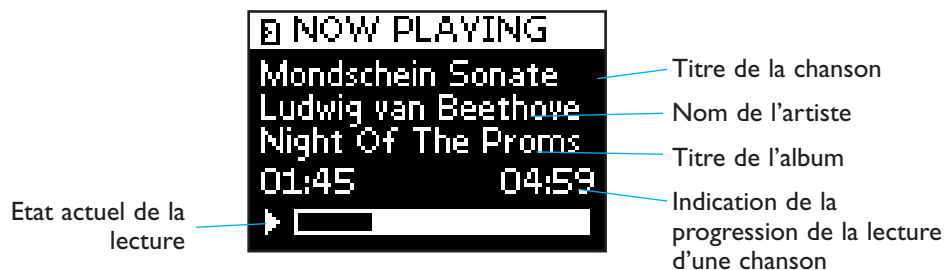 NOW PLAYING
Mondschein Sonate
Ludwig van Beethove
Night Of The Proms
01:45 04:59
Titre de la chanson
Nom de l'artiste
Titre de l'album
Indication de la
progression de la lecture
d'une chanson
Etat actuel de la
lecture